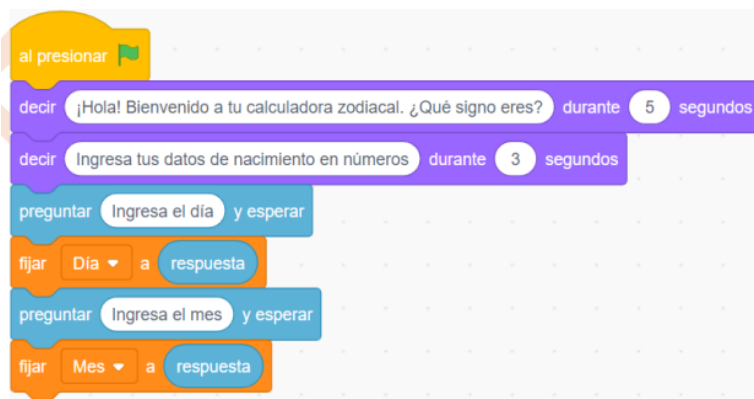 al presionar
decir ¡Hola! Bienvenido a tu calculadora zodiacal. ¿Qué signo eres? durante 5 segundos
decir Ingresa tus datos de nacimiento en números durante 3 segundos
preguntar Ingresa el día y esperar
fijar Día a respuesta
preguntar Ingresa el mes y esperar
fijar Mes a respuesta